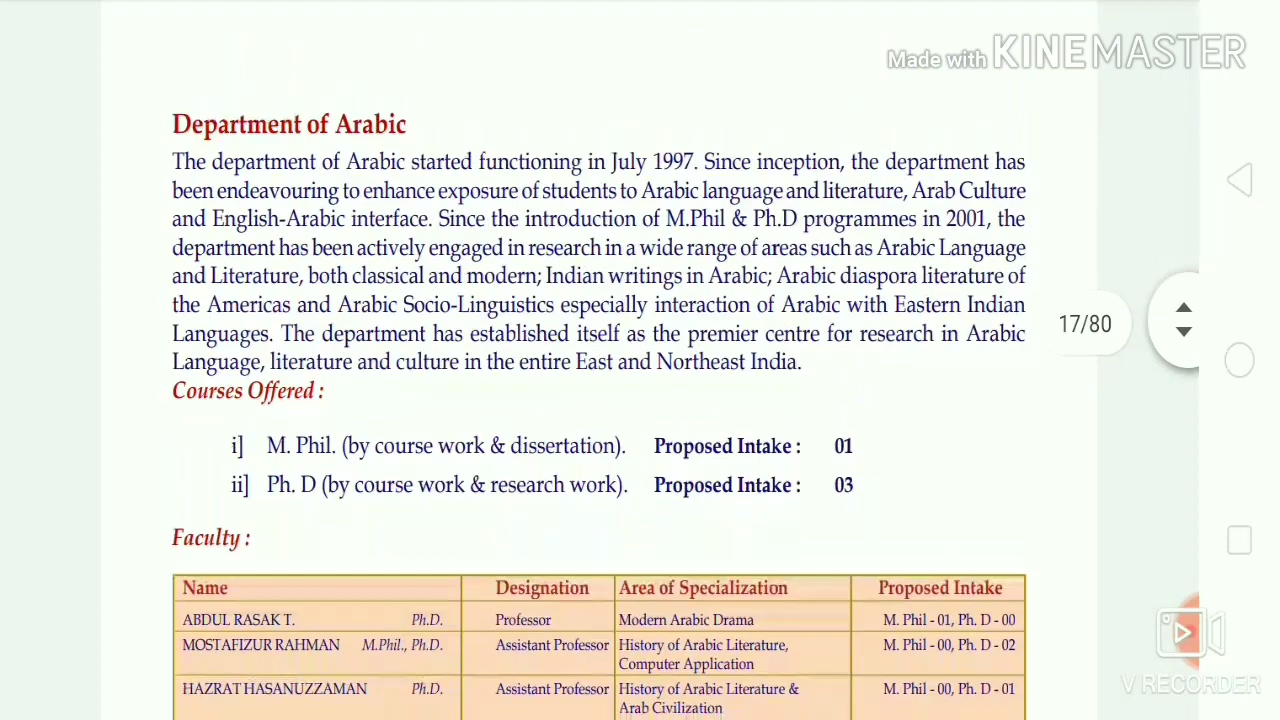 Made with KINEMASTER
Department of Arabic
The department of Arabic started functioning in July 1997. Since inception, the department has
been endeavouring to enhance exposure of students to Arabic language and literature, Arab Culture
and English-Arabic interface. Since the introduction of M.Phil & Ph.D programmes in 2001, the
department has been actively engaged in research in a wide range of areas such as Arabic Language
and Literature, both classical and modern; Indian writings in Arabic; Arabic diaspora literature of
the Americas and Arabic Socio-Linguistics especially interaction of Arabic with Eastern Indian
Languages. The department has established itself as the premier centre for research in Arabic
Language, literature and culture in the entire East and Northeast India.
17/80
Courses Offered :
i] M. Phil. (by course work & dissertation). Proposed Intake : 01
ii] Ph. D (by course work & research work). Proposed Intake : 03
Faculty :
Name Designation Area of Specialization Proposed Intake
ABDUL RASAK T. Ph.D. Professor Modern Arabic Drama M. Phil - 01, Ph. D - 00
MOSTAFIZUR RAHMAN M.Phil., Ph.D. Assistant Professor History of Arabic Literature, M. Phil - 00, Ph. D - 02
Computer Application
HAZRAT HASANUZZAMAN Ph.D. Assistant Professor History of Arabic Literature & M. Phil - 00, Ph. D - 01
Arab Civilization
V RECORDER